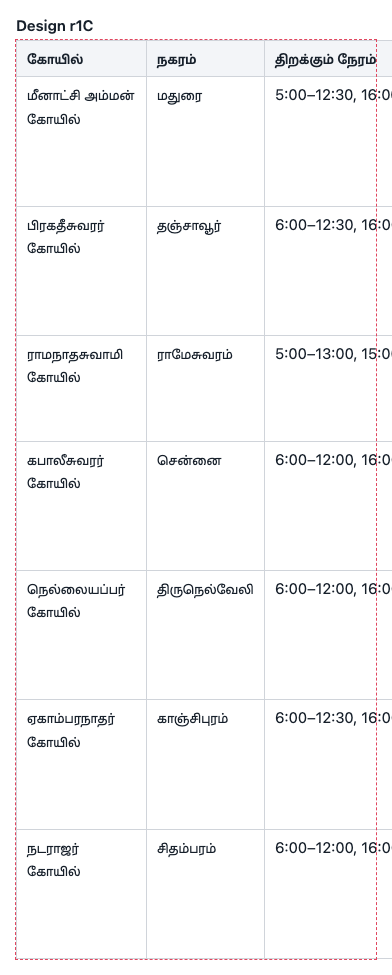 Design r1C
கோயில் நகரம் திறக்கும் நேரம்
மீனாட்சி அம்மன் மதுரை 5:00–12:30,
கோயில்
பிரகதீசுவரர் தஞ்சாவூர் 6:00–12:30,
கோயில்
ராமநாதசுவாமி ராமேசுவரம் 5:00–13:00,
கோயில்
கபாலீசுவரர் சென்னை 6:00–12:00,
கோயில்
நெல்லையப்பர் திருநெல்வேலி 6:00–12:00,
கோயில்
ஏகாம்பரநாதர் காஞ்சிபுரம் 6:00–12:30,
கோயில்
நடராஜர் சிதம்பரம் 6:00–12:00,
கோயில்